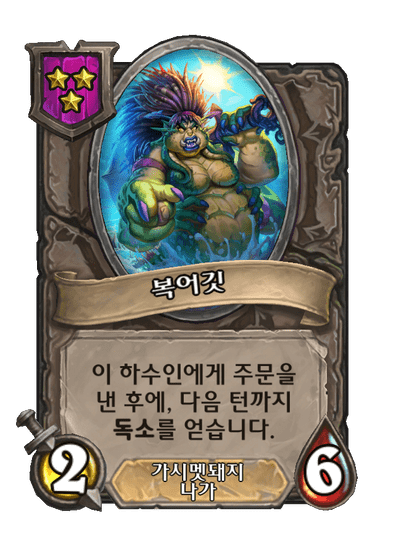 복어깃
이 하수인에게 주문을
낸 후에, 다음 턴까지
독소를 얻습니다.
가시멧돼지
나가
2
6